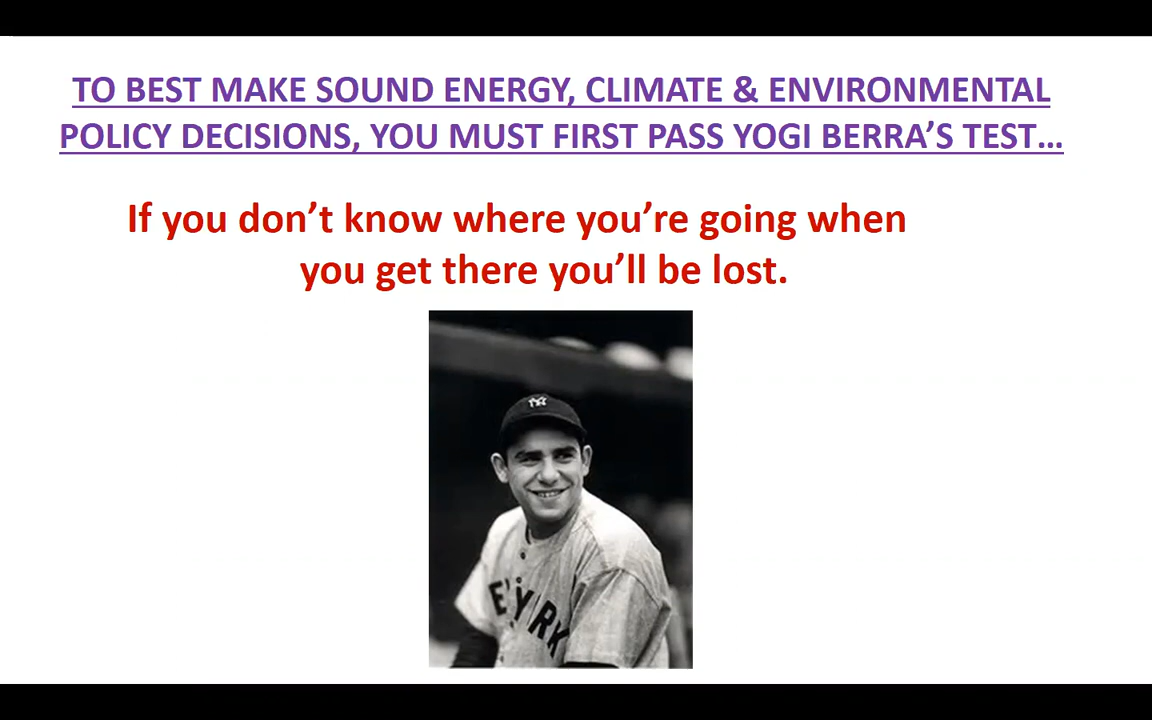 TO BEST MAKE SOUND ENERGY, CLIMATE & ENVIRONMENTAL
POLICY DECISIONS, YOU MUST FIRST PASS YOGI BERRA’S TEST…
If you don’t know where you’re going when
you get there you’ll be lost.
NY
EW YORK